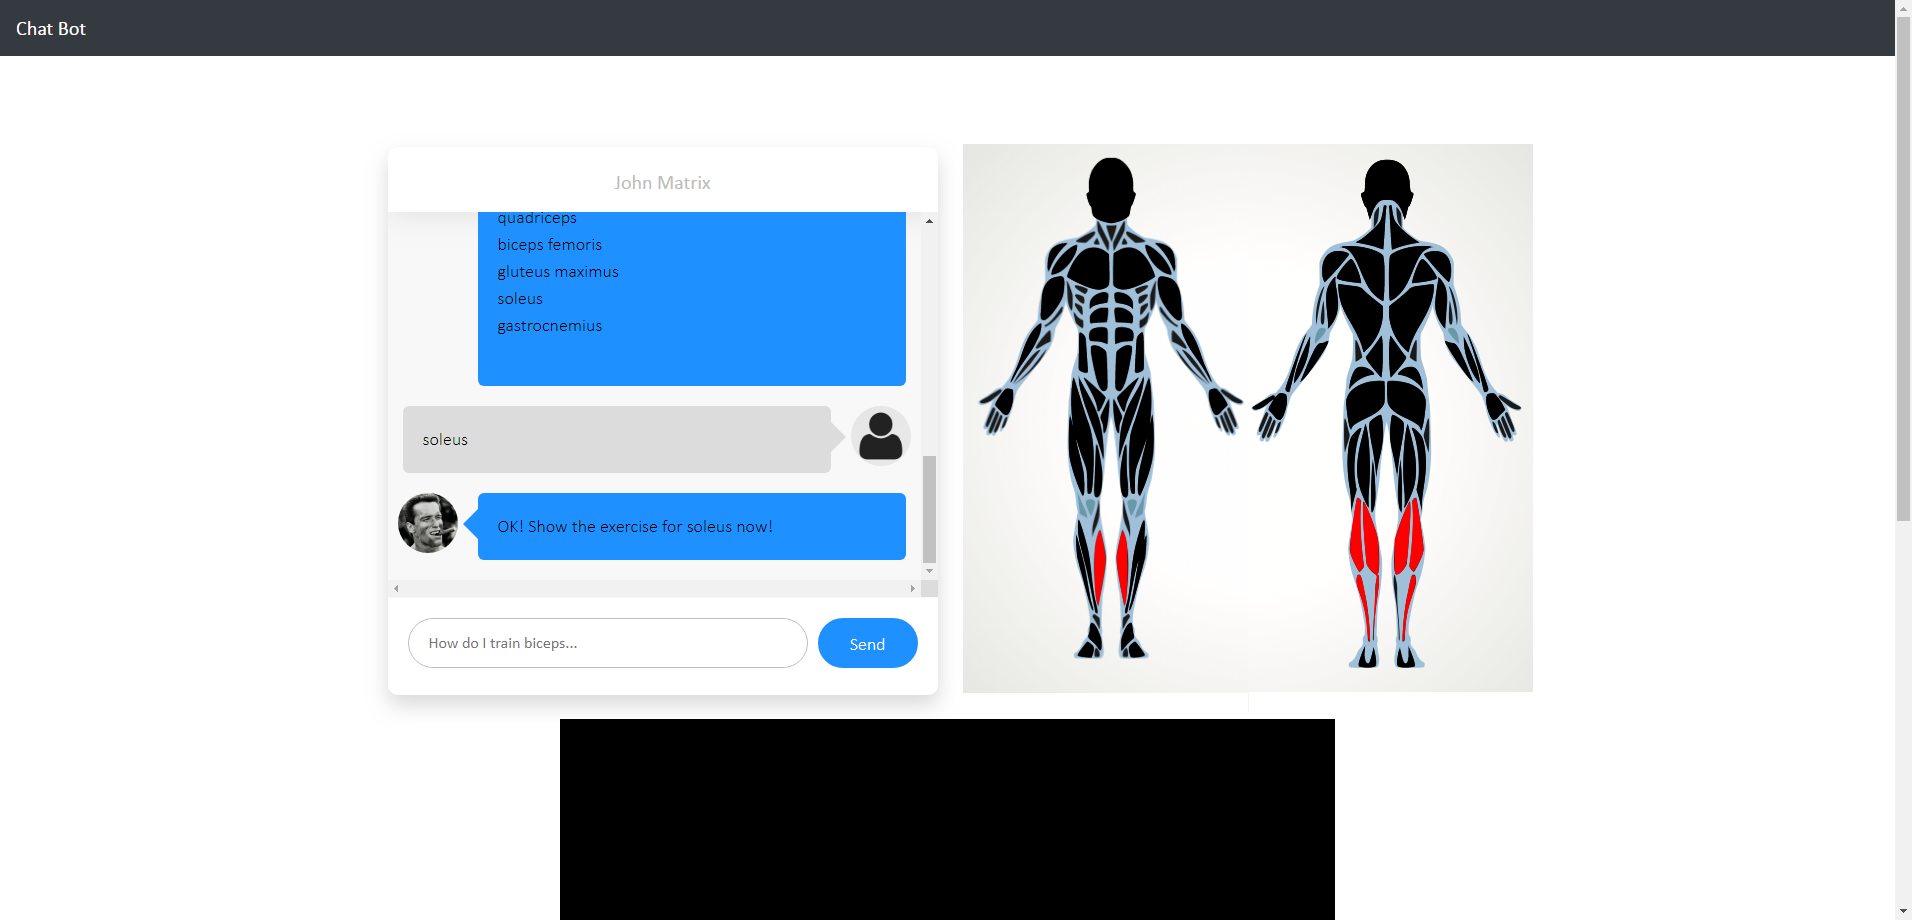 Chat Bot
John Matrix
quadriceps
biceps femoris
gluteus maximus
soleus
gastrocnemius
soleus
OK! Show the exercise for soleus now!
How do I train biceps...
Send